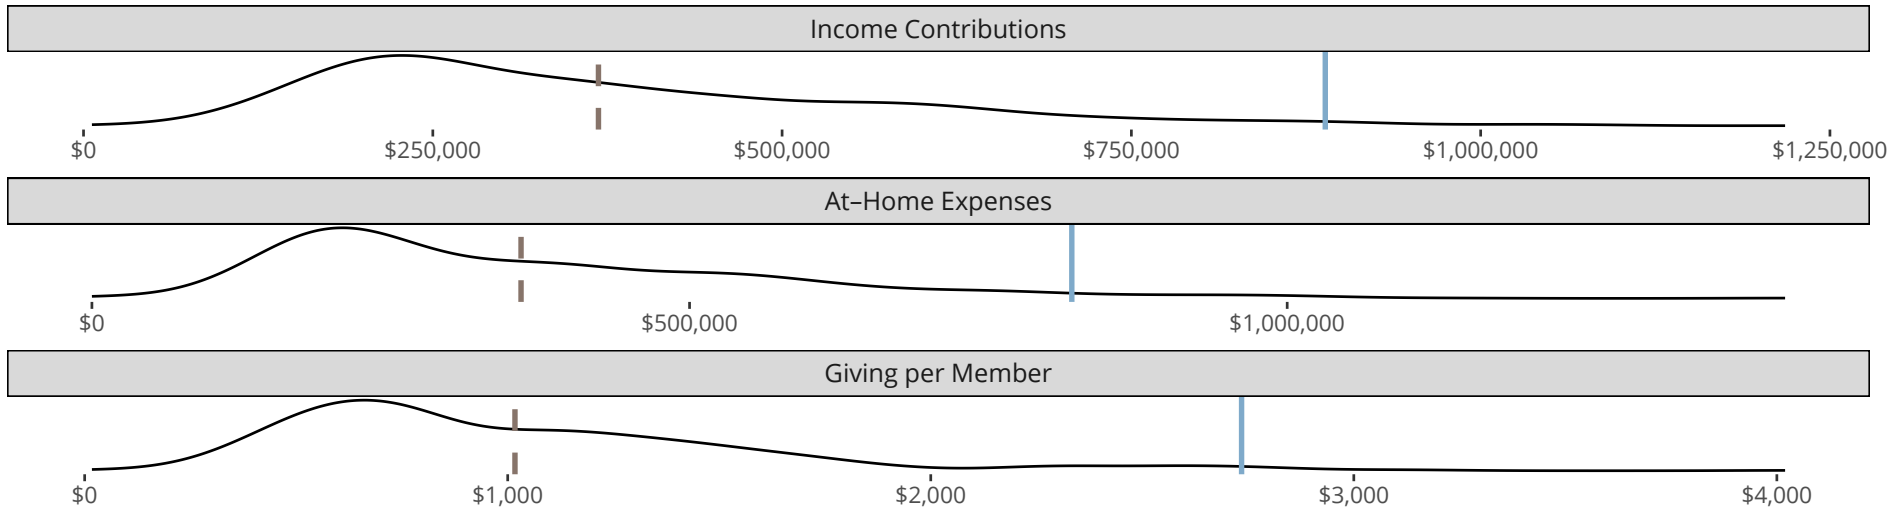 Income Contributions
$0 $250,000 $500,000 $750,000 $1,000,000 $1,250,000
At–Home Expenses
$0 $500,000 $1,000,000
Giving per Member
$0 $1,000 $2,000 $3,000 $4,000